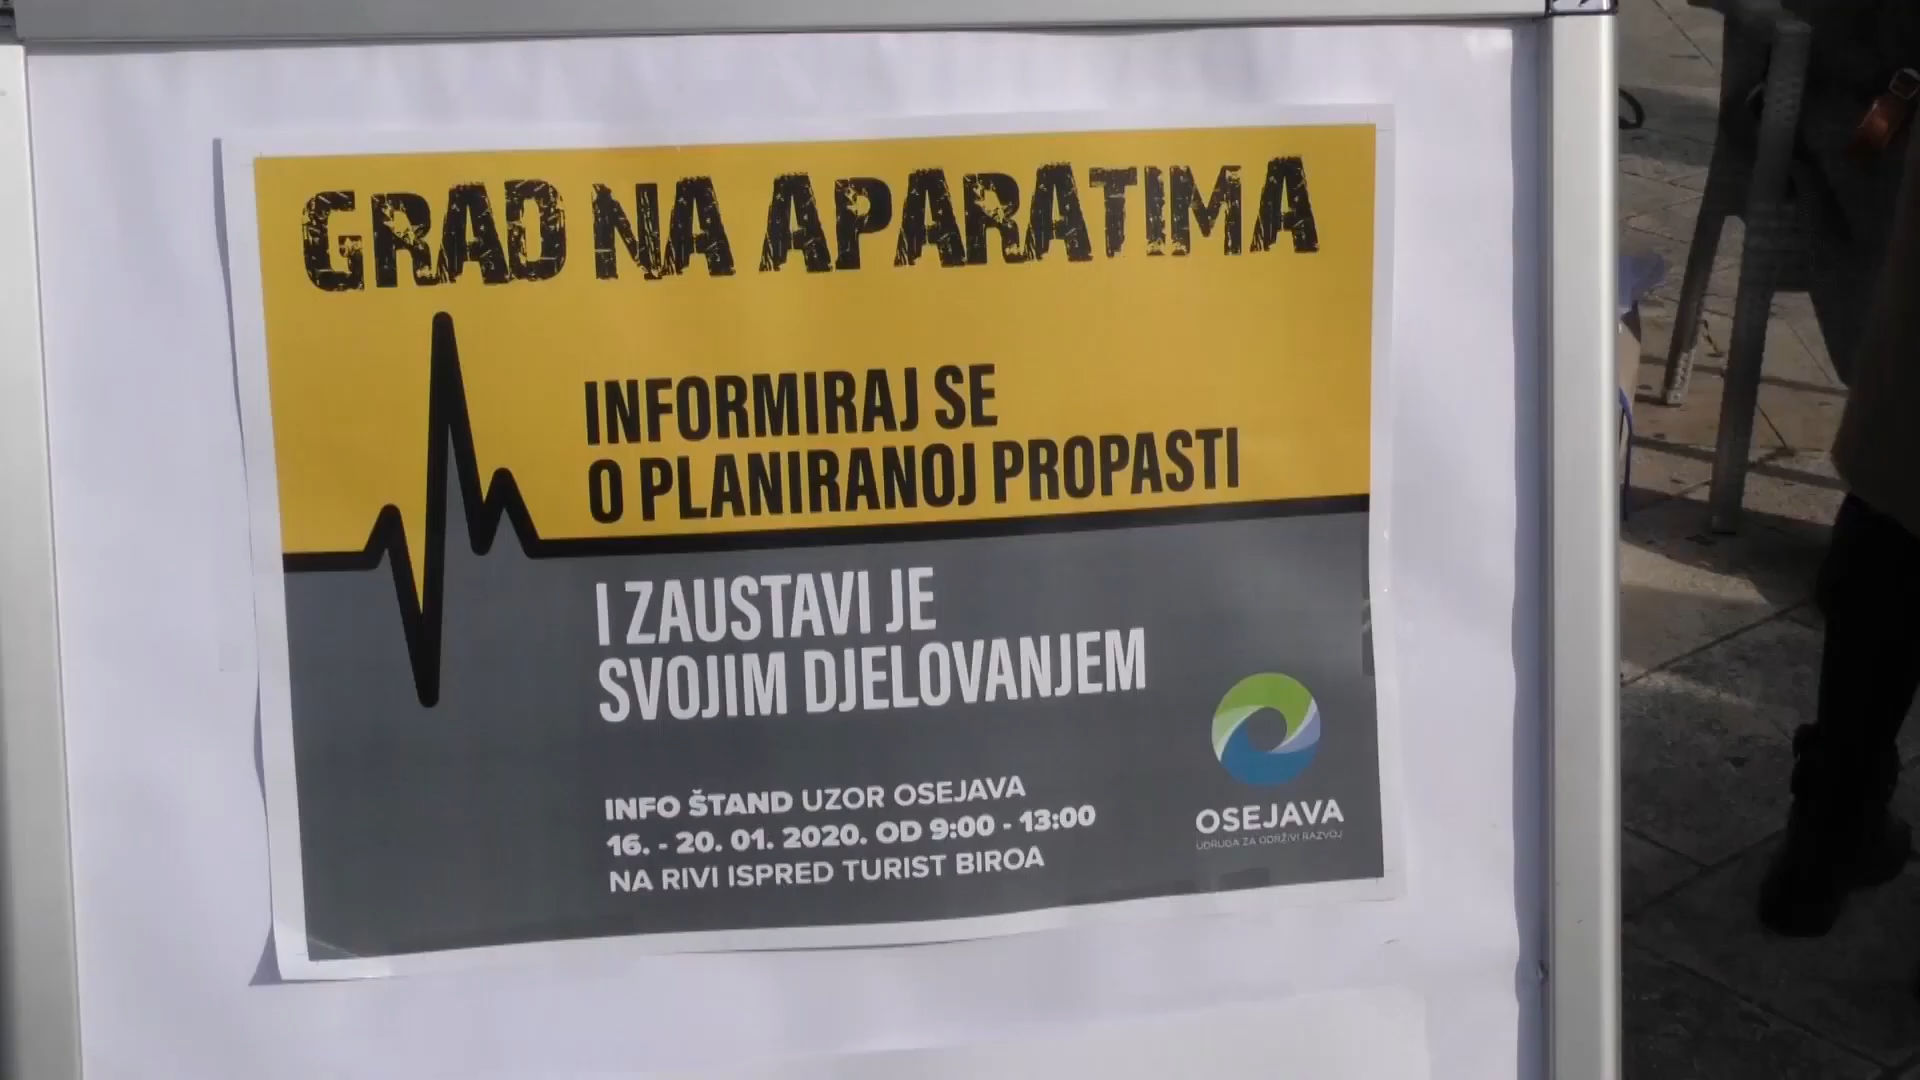 GRAD NA APARATIMA
INFORMIRAJ SE
O PLANIRANOJ PROPASTI
I ZAUSTAVI JE
SVOJIM DJELOVANJEM
INFO ŠTAND UZOR OSEJAVA
16. - 20. 01. 2020. OD 9:00 - 13:00
NA RIVI ISPRED TURIST BIROA
OSEJAVA
UDRUGA ZA ODRŽIVI RAZVOJ